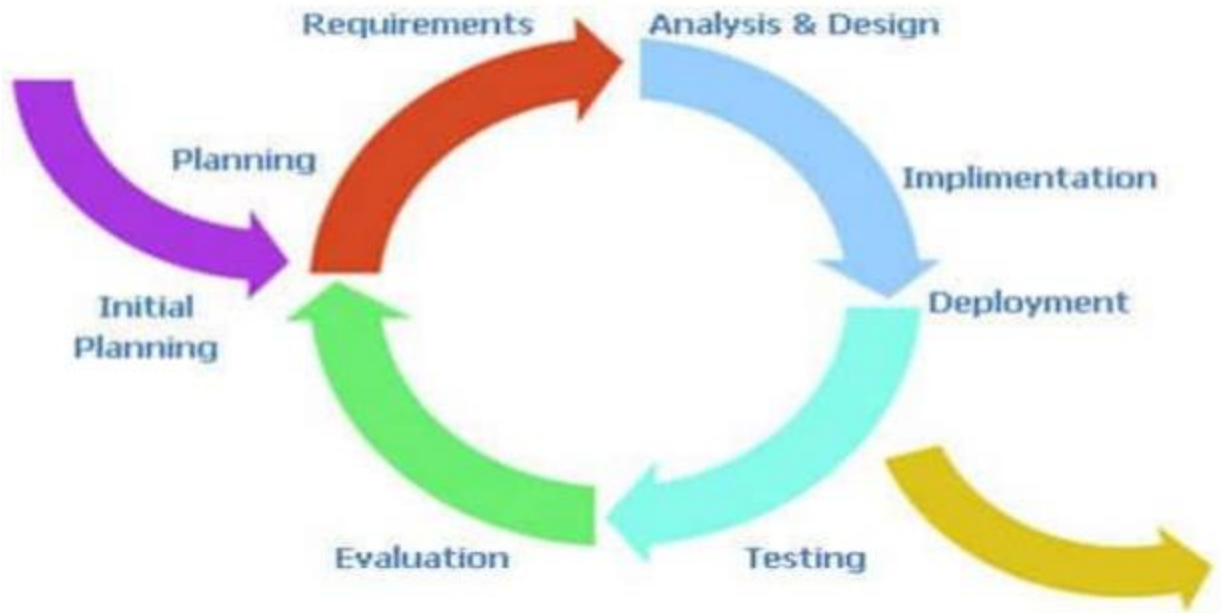 Requirements
Analysis & Design
Planning
Implimentation
Initial
Planning
Deployment
Evaluation
Testing